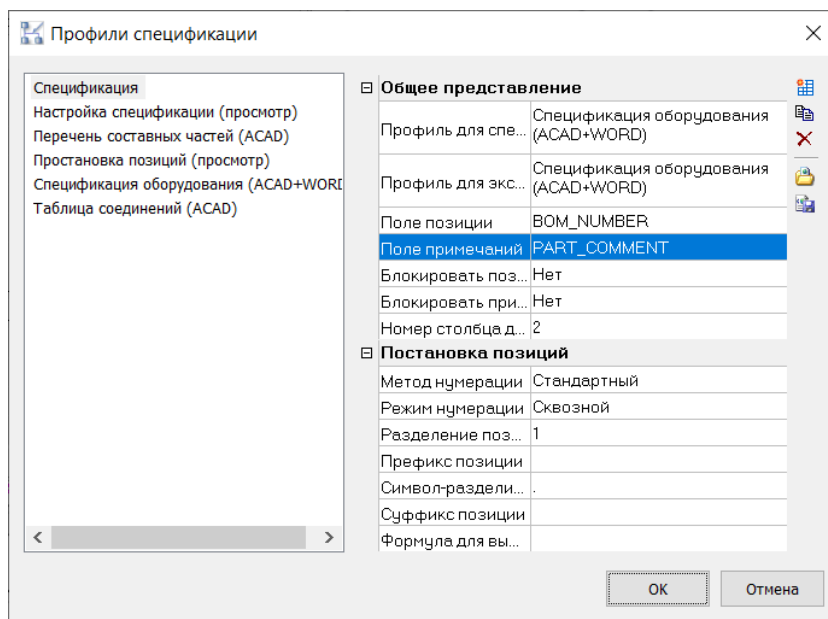 Профили спецификации
Спецификация
Настройка спецификации (просмотр)
Перечень составных частей (ACAD)
Простановка позиций (просмотр)
Спецификация оборудования (ACAD+WORI
Таблица соединений (ACAD)
Общее представление
Профиль для спе... Спецификация оборудования
(ACAD+WORD)
Профиль для экс... Спецификация оборудования
(ACAD+WORD)
Поле позиции BOM_NUMBER
Поле примечаний PART_COMMENT
Блокировать поз... Нет
Блокировать при... Нет
Номер столбца д... 2
Постановка позиций
Метод нумерации Стандартный
Режим нумерации Сквозной
Разделение поз... 1
Префикс позиции
Символ-раздели... .
Суффикс позиции
Формула для вы...
ОК Отмена